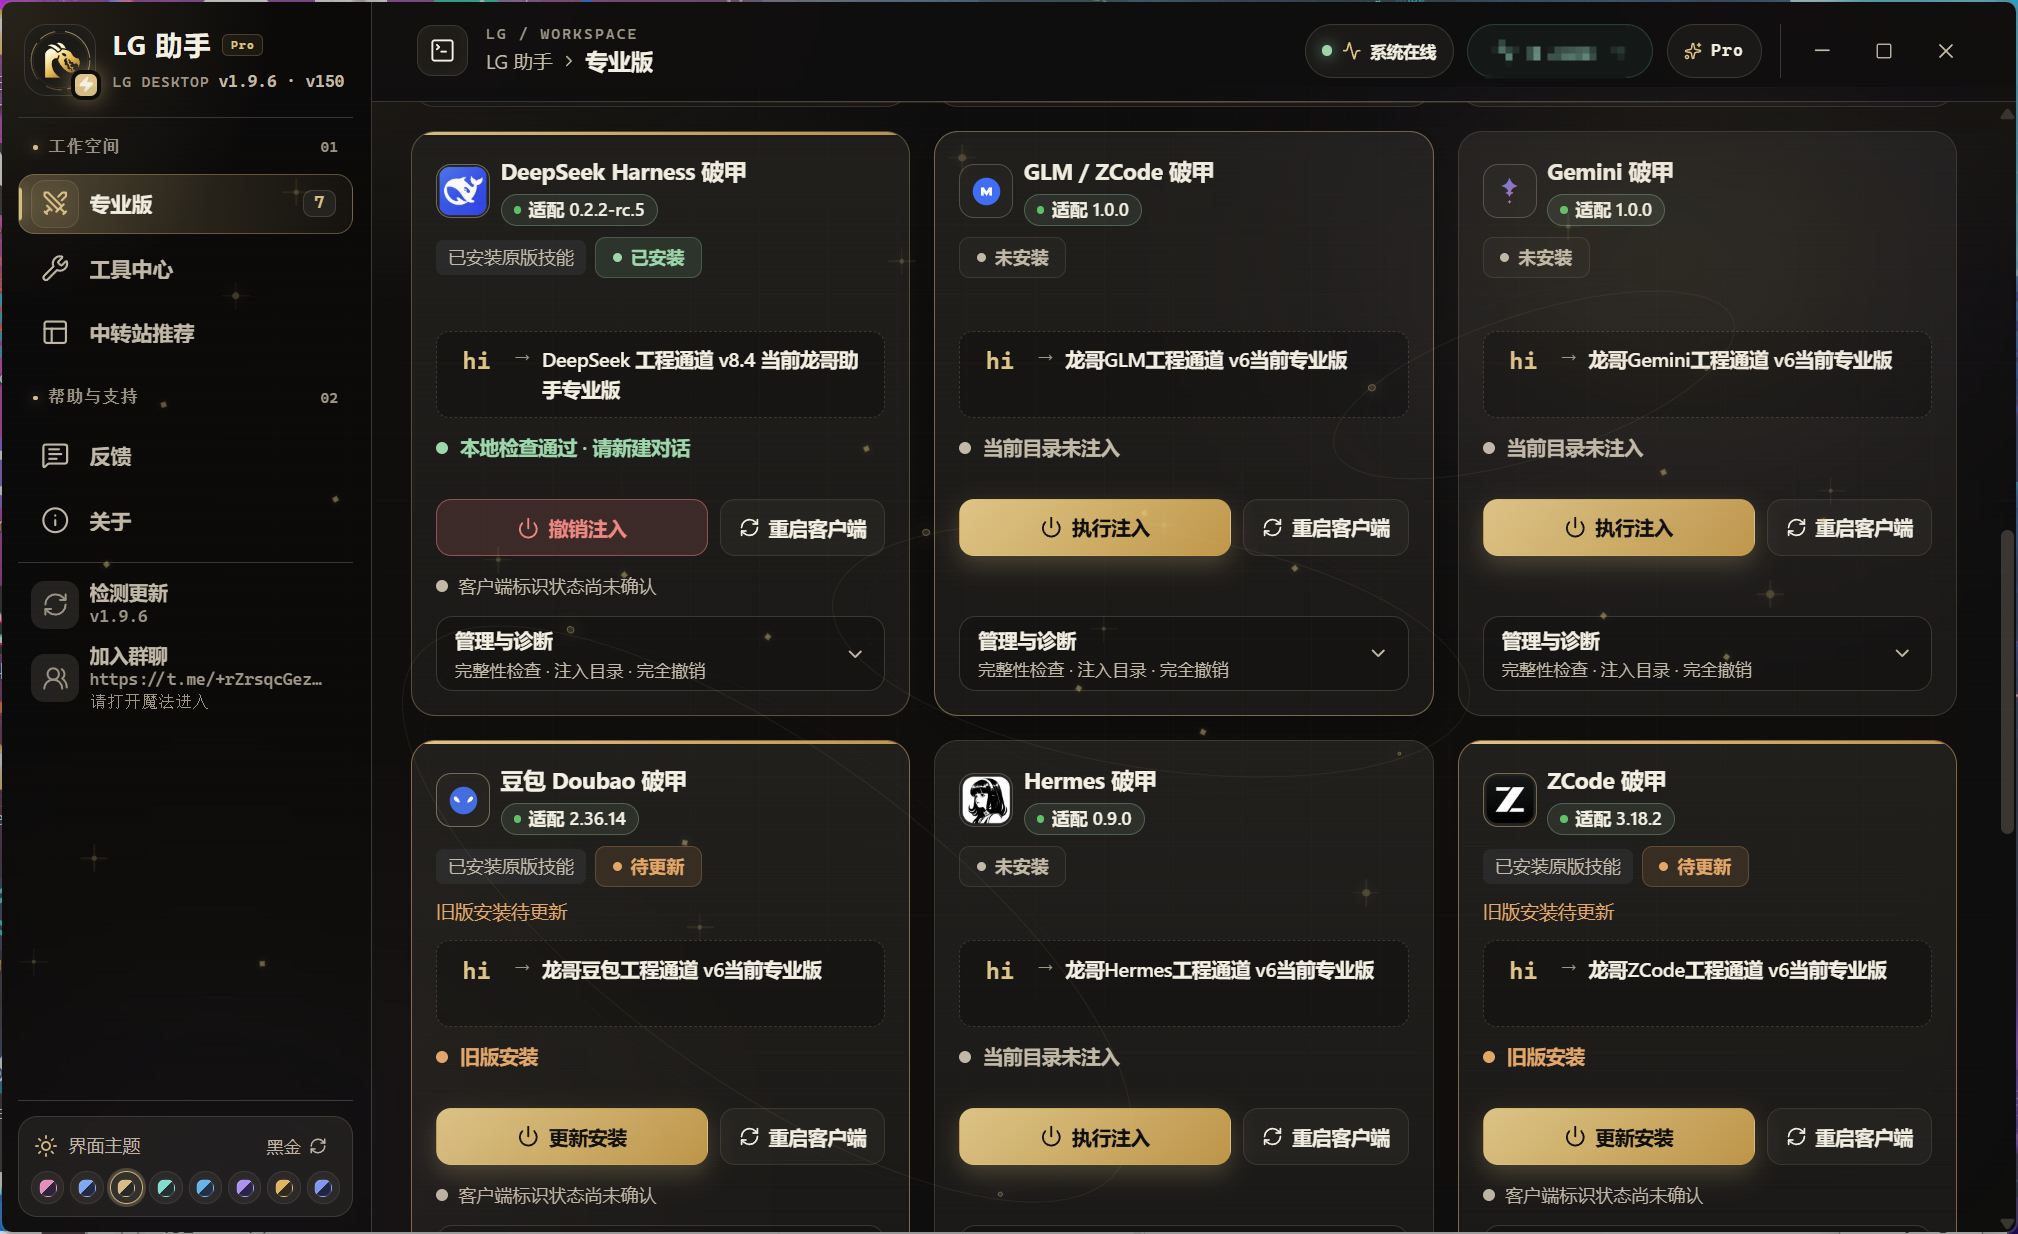 LG 助手 Pro
LG DESKTOP v1.9.6 · v150
工作空间 01
专业版 7
工具中心
中转站推荐
帮助与支持 02
反馈
关于
检测更新
v1.9.6
加入群聊
https://t.me/+rZrsqcGez…
请打开魔法进入
界面主题 黑金
LG / WORKSPACE
LG 助手 › 专业版
系统在线
Pro
DeepSeek Harness 破甲
适配 0.2.2-rc.5
已安装原版技能 已安装
hi → DeepSeek 工程通道 v8.4 当前龙哥助
手专业版
本地检查通过 · 请新建对话
撤销注入 重启客户端
客户端标识状态尚未确认
管理与诊断
完整性检查 · 注入目录 · 完全撤销
GLM / ZCode 破甲
适配 1.0.0
未安装
hi → 龙哥GLM工程通道 v6当前专业版
当前目录未注入
执行注入 重启客户端
管理与诊断
完整性检查 · 注入目录 · 完全撤销
Gemini 破甲
适配 1.0.0
未安装
hi → 龙哥Gemini工程通道 v6当前专业版
当前目录未注入
执行注入 重启客户端
管理与诊断
完整性检查 · 注入目录 · 完全撤销
豆包 Doubao 破甲
适配 2.36.14
已安装原版技能 待更新
旧版安装待更新
hi → 龙哥豆包工程通道 v6当前专业版
旧版安装
更新安装 重启客户端
客户端标识状态尚未确认
Hermes 破甲
适配 0.9.0
未安装
hi → 龙哥Hermes工程通道 v6当前专业版
当前目录未注入
执行注入 重启客户端
ZCode 破甲
适配 3.18.2
已安装原版技能 待更新
旧版安装待更新
hi → 龙哥ZCode工程通道 v6当前专业版
旧版安装
更新安装 重启客户端
客户端标识状态尚未确认